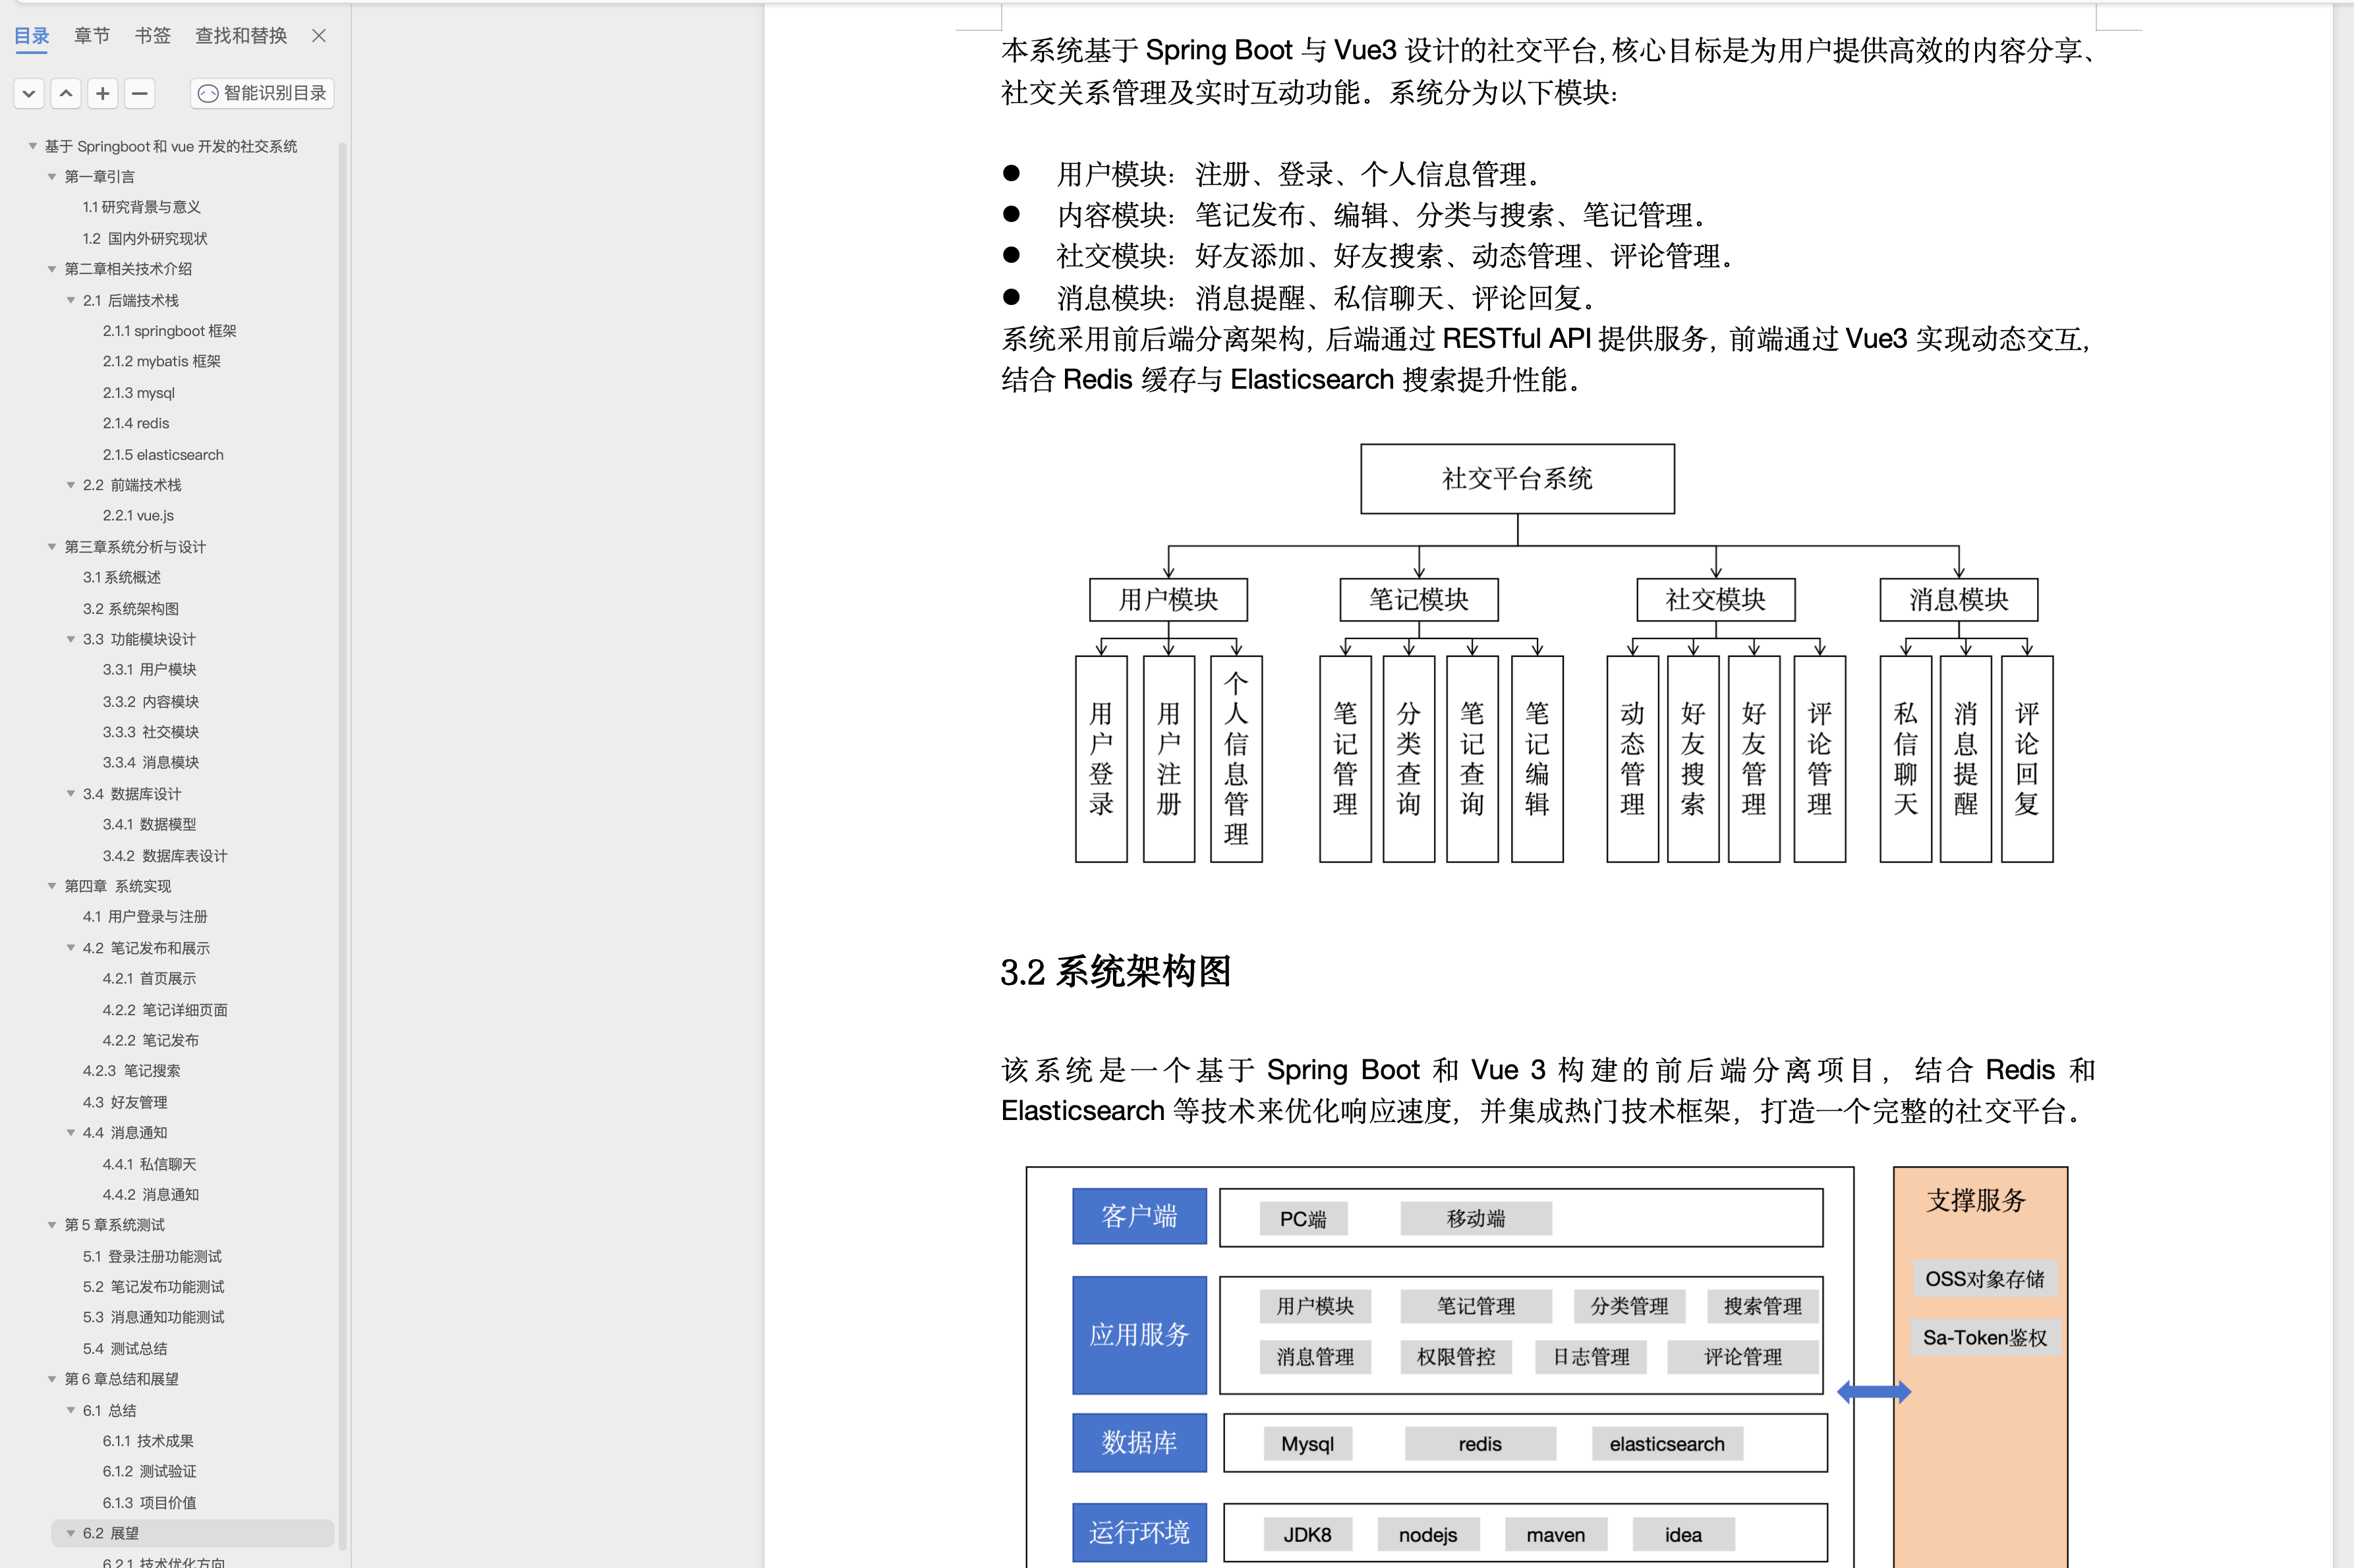 目录 章节 书签 查找和替换
智能识别目录
基于 Springboot 和 vue 开发的社交系统
第一章引言
1.1 研究背景与意义
1.2 国内外研究现状
第二章相关技术介绍
2.1 后端技术栈
2.1.1 springboot 框架
2.1.2 mybatis 框架
2.1.3 mysql
2.1.4 redis
2.1.5 elasticsearch
2.2 前端技术栈
2.2.1 vue.js
第三章系统分析与设计
3.1 系统概述
3.2 系统架构图
3.3 功能模块设计
3.3.1 用户模块
3.3.2 内容模块
3.3.3 社交模块
3.3.4 消息模块
3.4 数据库设计
3.4.1 数据模型
3.4.2 数据库表设计
第四章 系统实现
4.1 用户登录与注册
4.2 笔记发布和展示
4.2.1 首页展示
4.2.2 笔记详细页面
4.2.2 笔记发布
4.2.3 笔记搜索
4.3 好友管理
4.4 消息通知
4.4.1 私信聊天
4.4.2 消息通知
第 5 章系统测试
5.1 登录注册功能测试
5.2 笔记发布功能测试
5.3 消息通知功能测试
5.4 测试总结
第 6 章总结和展望
6.1 总结
6.1.1 技术成果
6.1.2 测试验证
6.1.3 项目价值
6.2 展望
6.2.1 技术优化方向
本系统基于 Spring Boot 与 Vue3 设计的社交平台,核心目标是为用户提供高效的内容分享、
社交关系管理及实时互动功能。系统分为以下模块:
● 用户模块：注册、登录、个人信息管理。
● 内容模块：笔记发布、编辑、分类与搜索、笔记管理。
● 社交模块：好友添加、好友搜索、动态管理、评论管理。
● 消息模块：消息提醒、私信聊天、评论回复。
系统采用前后端分离架构，后端通过 RESTful API 提供服务，前端通过 Vue3 实现动态交互,
结合 Redis 缓存与 Elasticsearch 搜索提升性能。
社交平台系统
用户模块 笔记模块 社交模块 消息模块
用户登录
用户注册
个人信息管理
笔记管理
分类查询
笔记查询
笔记编辑
动态管理
好友搜索
好友管理
评论管理
私信聊天
消息提醒
评论回复
3.2 系统架构图
该系统是一个基于 Spring Boot 和 Vue 3 构建的前后端分离项目，结合 Redis 和
Elasticsearch 等技术来优化响应速度，并集成热门技术框架，打造一个完整的社交平台。
客户端 PC端 移动端
应用服务
用户模块 笔记管理 分类管理 搜索管理
消息管理 权限管控 日志管理 评论管理
数据库 Mysql redis elasticsearch
运行环境 JDK8 nodejs maven idea
支撑服务
OSS对象存储
Sa-Token鉴权